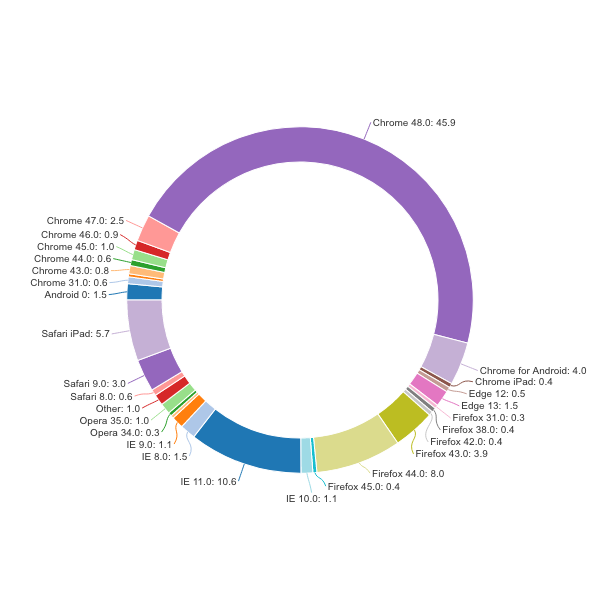 Chrome 48.0: 45.9
Chrome for Android: 4.0
Chrome iPad: 0.4
Edge 12: 0.5
Edge 13: 1.5
Firefox 31.0: 0.3
Firefox 38.0: 0.4
Firefox 42.0: 0.4
Firefox 43.0: 3.9
Firefox 44.0: 8.0
Firefox 45.0: 0.4
IE 10.0: 1.1
IE 11.0: 10.6
IE 8.0: 1.5
IE 9.0: 1.1
Opera 34.0: 0.3
Opera 35.0: 1.0
Other: 1.0
Safari 8.0: 0.6
Safari 9.0: 3.0
Safari iPad: 5.7
Android 0: 1.5
Chrome 31.0: 0.6
Chrome 43.0: 0.8
Chrome 44.0: 0.6
Chrome 45.0: 1.0
Chrome 46.0: 0.9
Chrome 47.0: 2.5